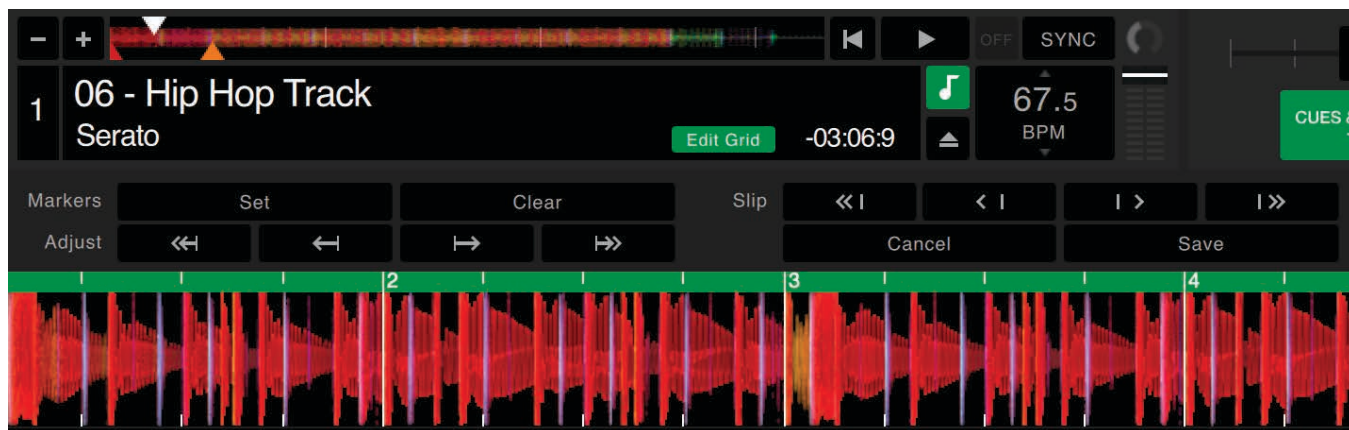 - +
OFF SYNC
1 06 - Hip Hop Track
Serato
Edit Grid -03:06:9
67.5
BPM
CUES &
Markers Set Clear Slip
Adjust Cancel Save
2 3 4